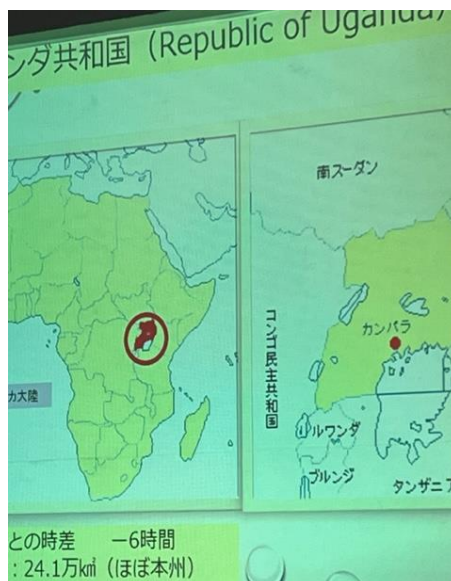 ンダ共和国 (Republic of Uganda)
南スーダン
カンパラ
コンゴ民主共和国
カ大陸
ルワンダ
ブルンジ
タンザニア
との時差 －6時間
: 24.1万km² (ほぼ本州)